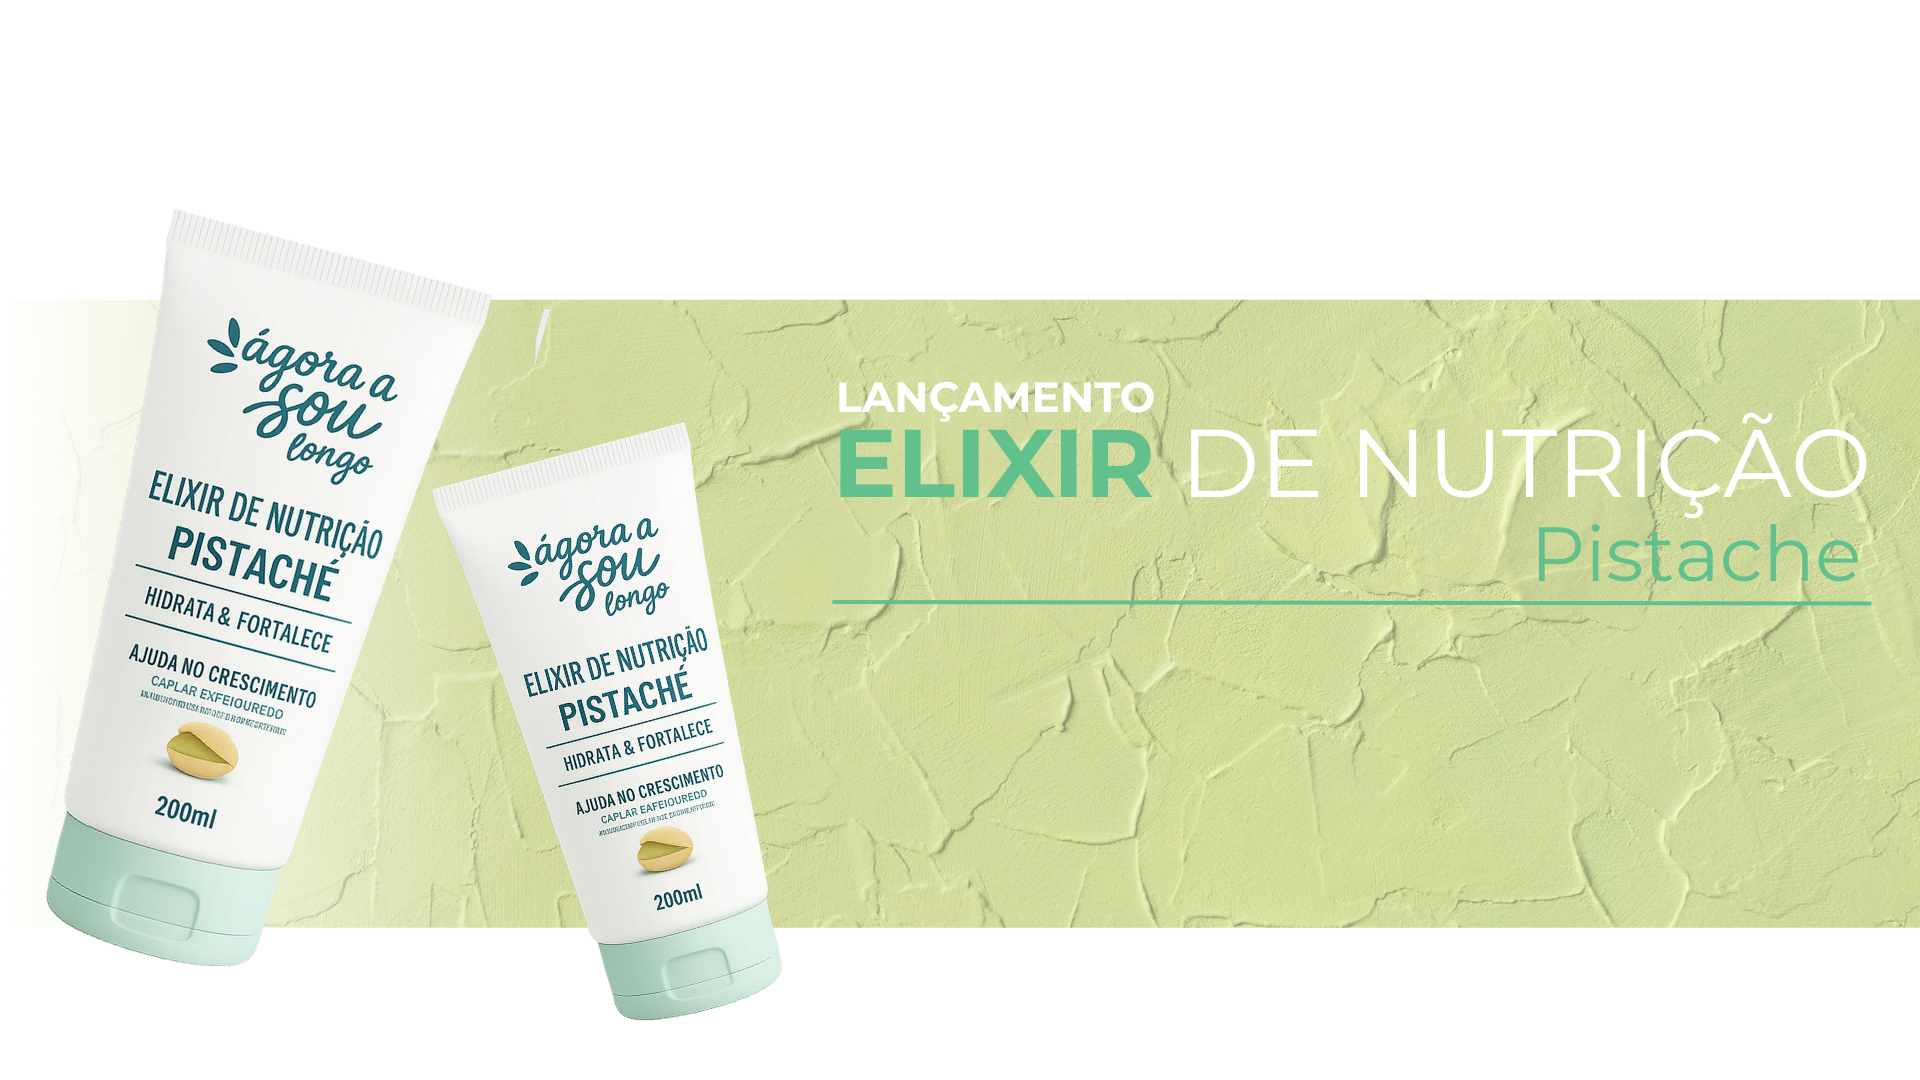 ágora a
sou
longo
ELIXIR DE NUTRIÇÃO
PISTACHÉ
HIDRATA & FORTALECE
AJUDA NO CRESCIMENTO
CAPLAR EXFEIOUREDO
200ml
ágora a
sou
longo
ELIXIR DE NUTRIÇÃO
PISTACHÉ
HIDRATA & FORTALECE
AJUDA NO CRESCIMENTO
CAPLAR EAFEIOUREDO
200ml
LANÇAMENTO
ELIXIR DE NUTRIÇÃO
Pistache